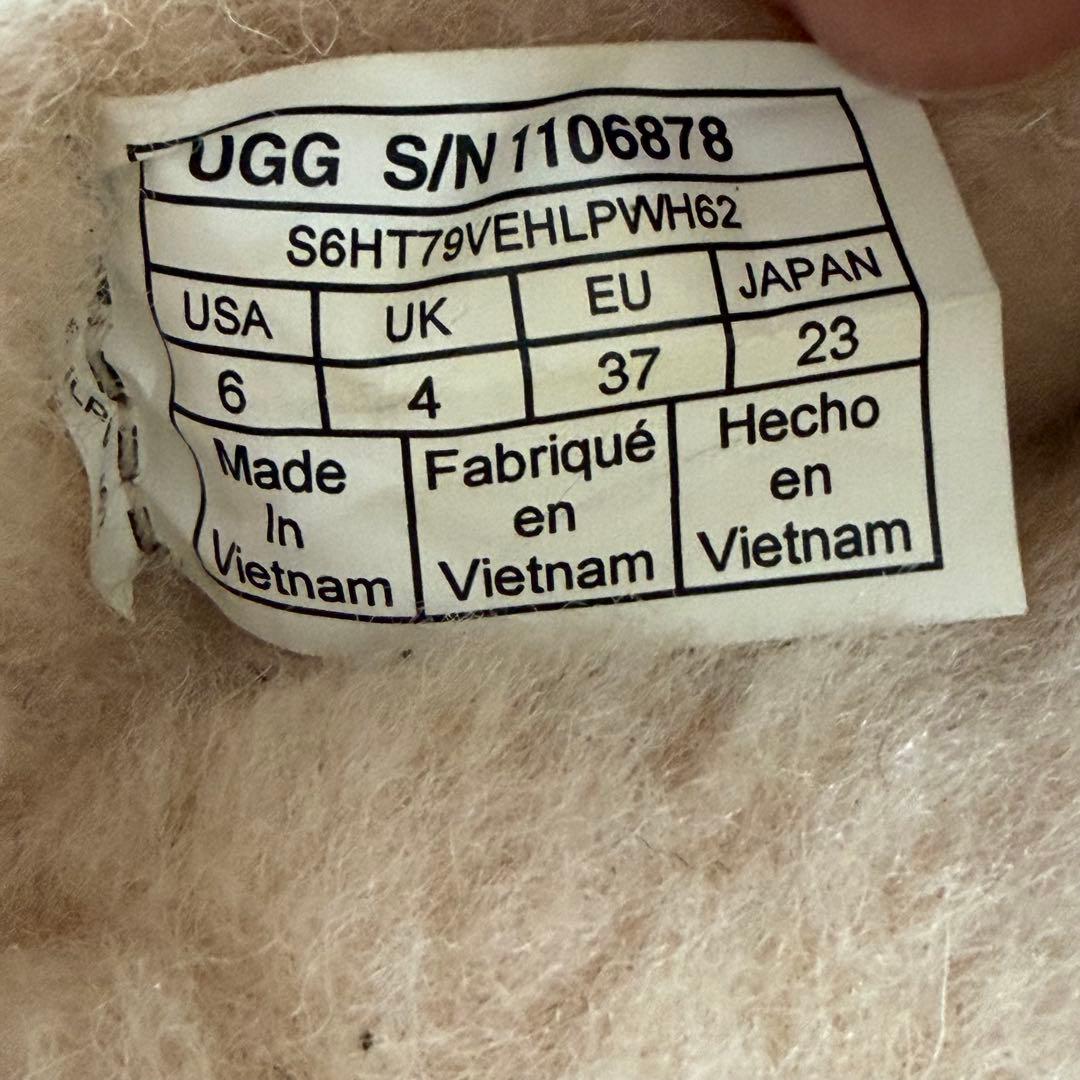 UGG S/N 1106878
S6HT79VEHLPWH62
USA UK EU JAPAN
6 4 37 23
Made
In
Vietnam
Fabriqué
en
Vietnam
Hecho
en
Vietnam